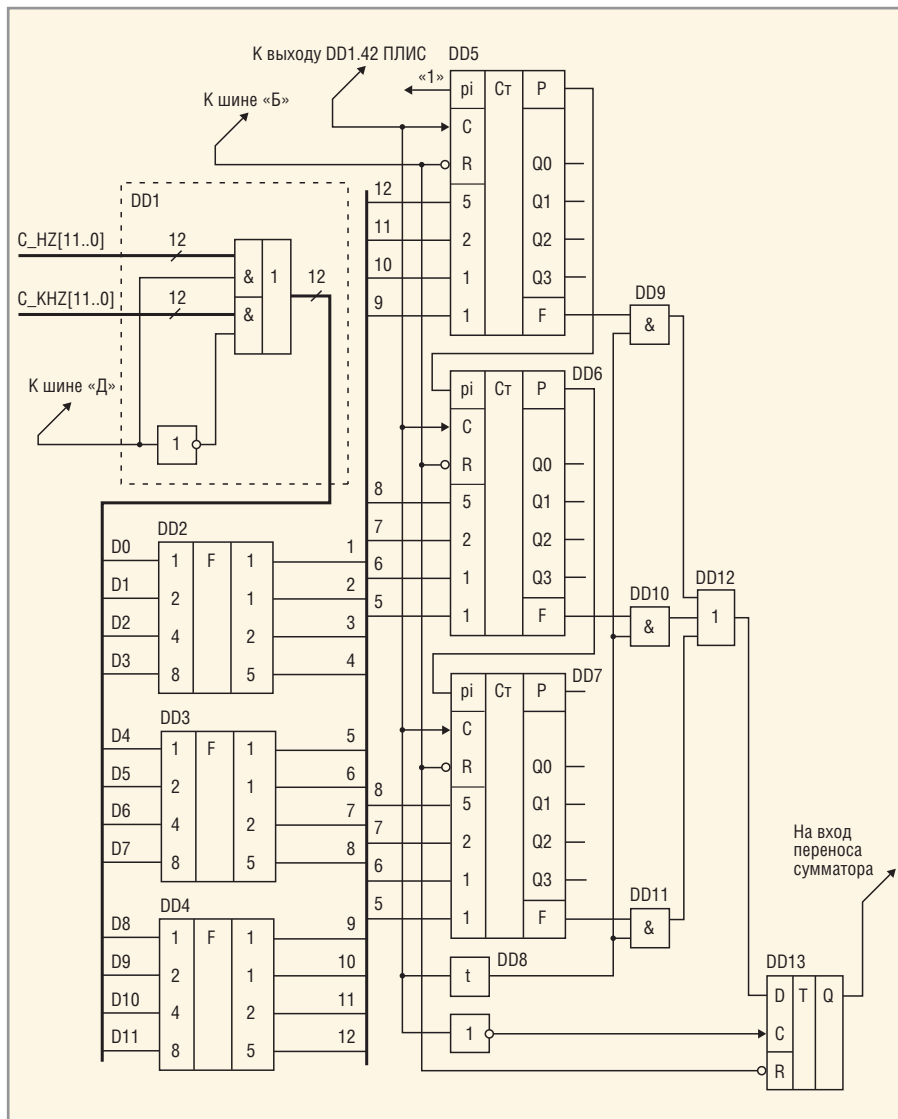 К выходу DD1.42 ПЛИС
DD5
«1»
pi Ст P
К шине «Б»
C
R
Q0
DD1
12
5
Q1
11
2
Q2
C_HZ[11..0]
12
10
1
Q3
& 1
12
9
1
F
DD9
&
C_KHZ[11..0]
12
&
К шине «Д»
1
pi Ст P
DD6
C
R
Q0
8
5
Q1
DD2
7
2
Q2
D0
1 F 1
1
6
1
Q3
DD12
D1
2 1
2
5
1
F
DD10
1
D2
4 2
3
&
D3
8 5
4
pi Ст P
DD7
DD3
C
D4
1 F 1
5
R
Q0
D5
2 1
6
8
5
Q1
D6
4 2
7
7
2
Q2
На вход
переноса
сумматора
D7
8 5
8
6
1
Q3
DD4
5
1
F
DD11
&
D8
1 F 1
9
D9
2 1
10
t
DD8
DD13
D10
4 2
11
D T Q
D11
8 5
12
1
C
R